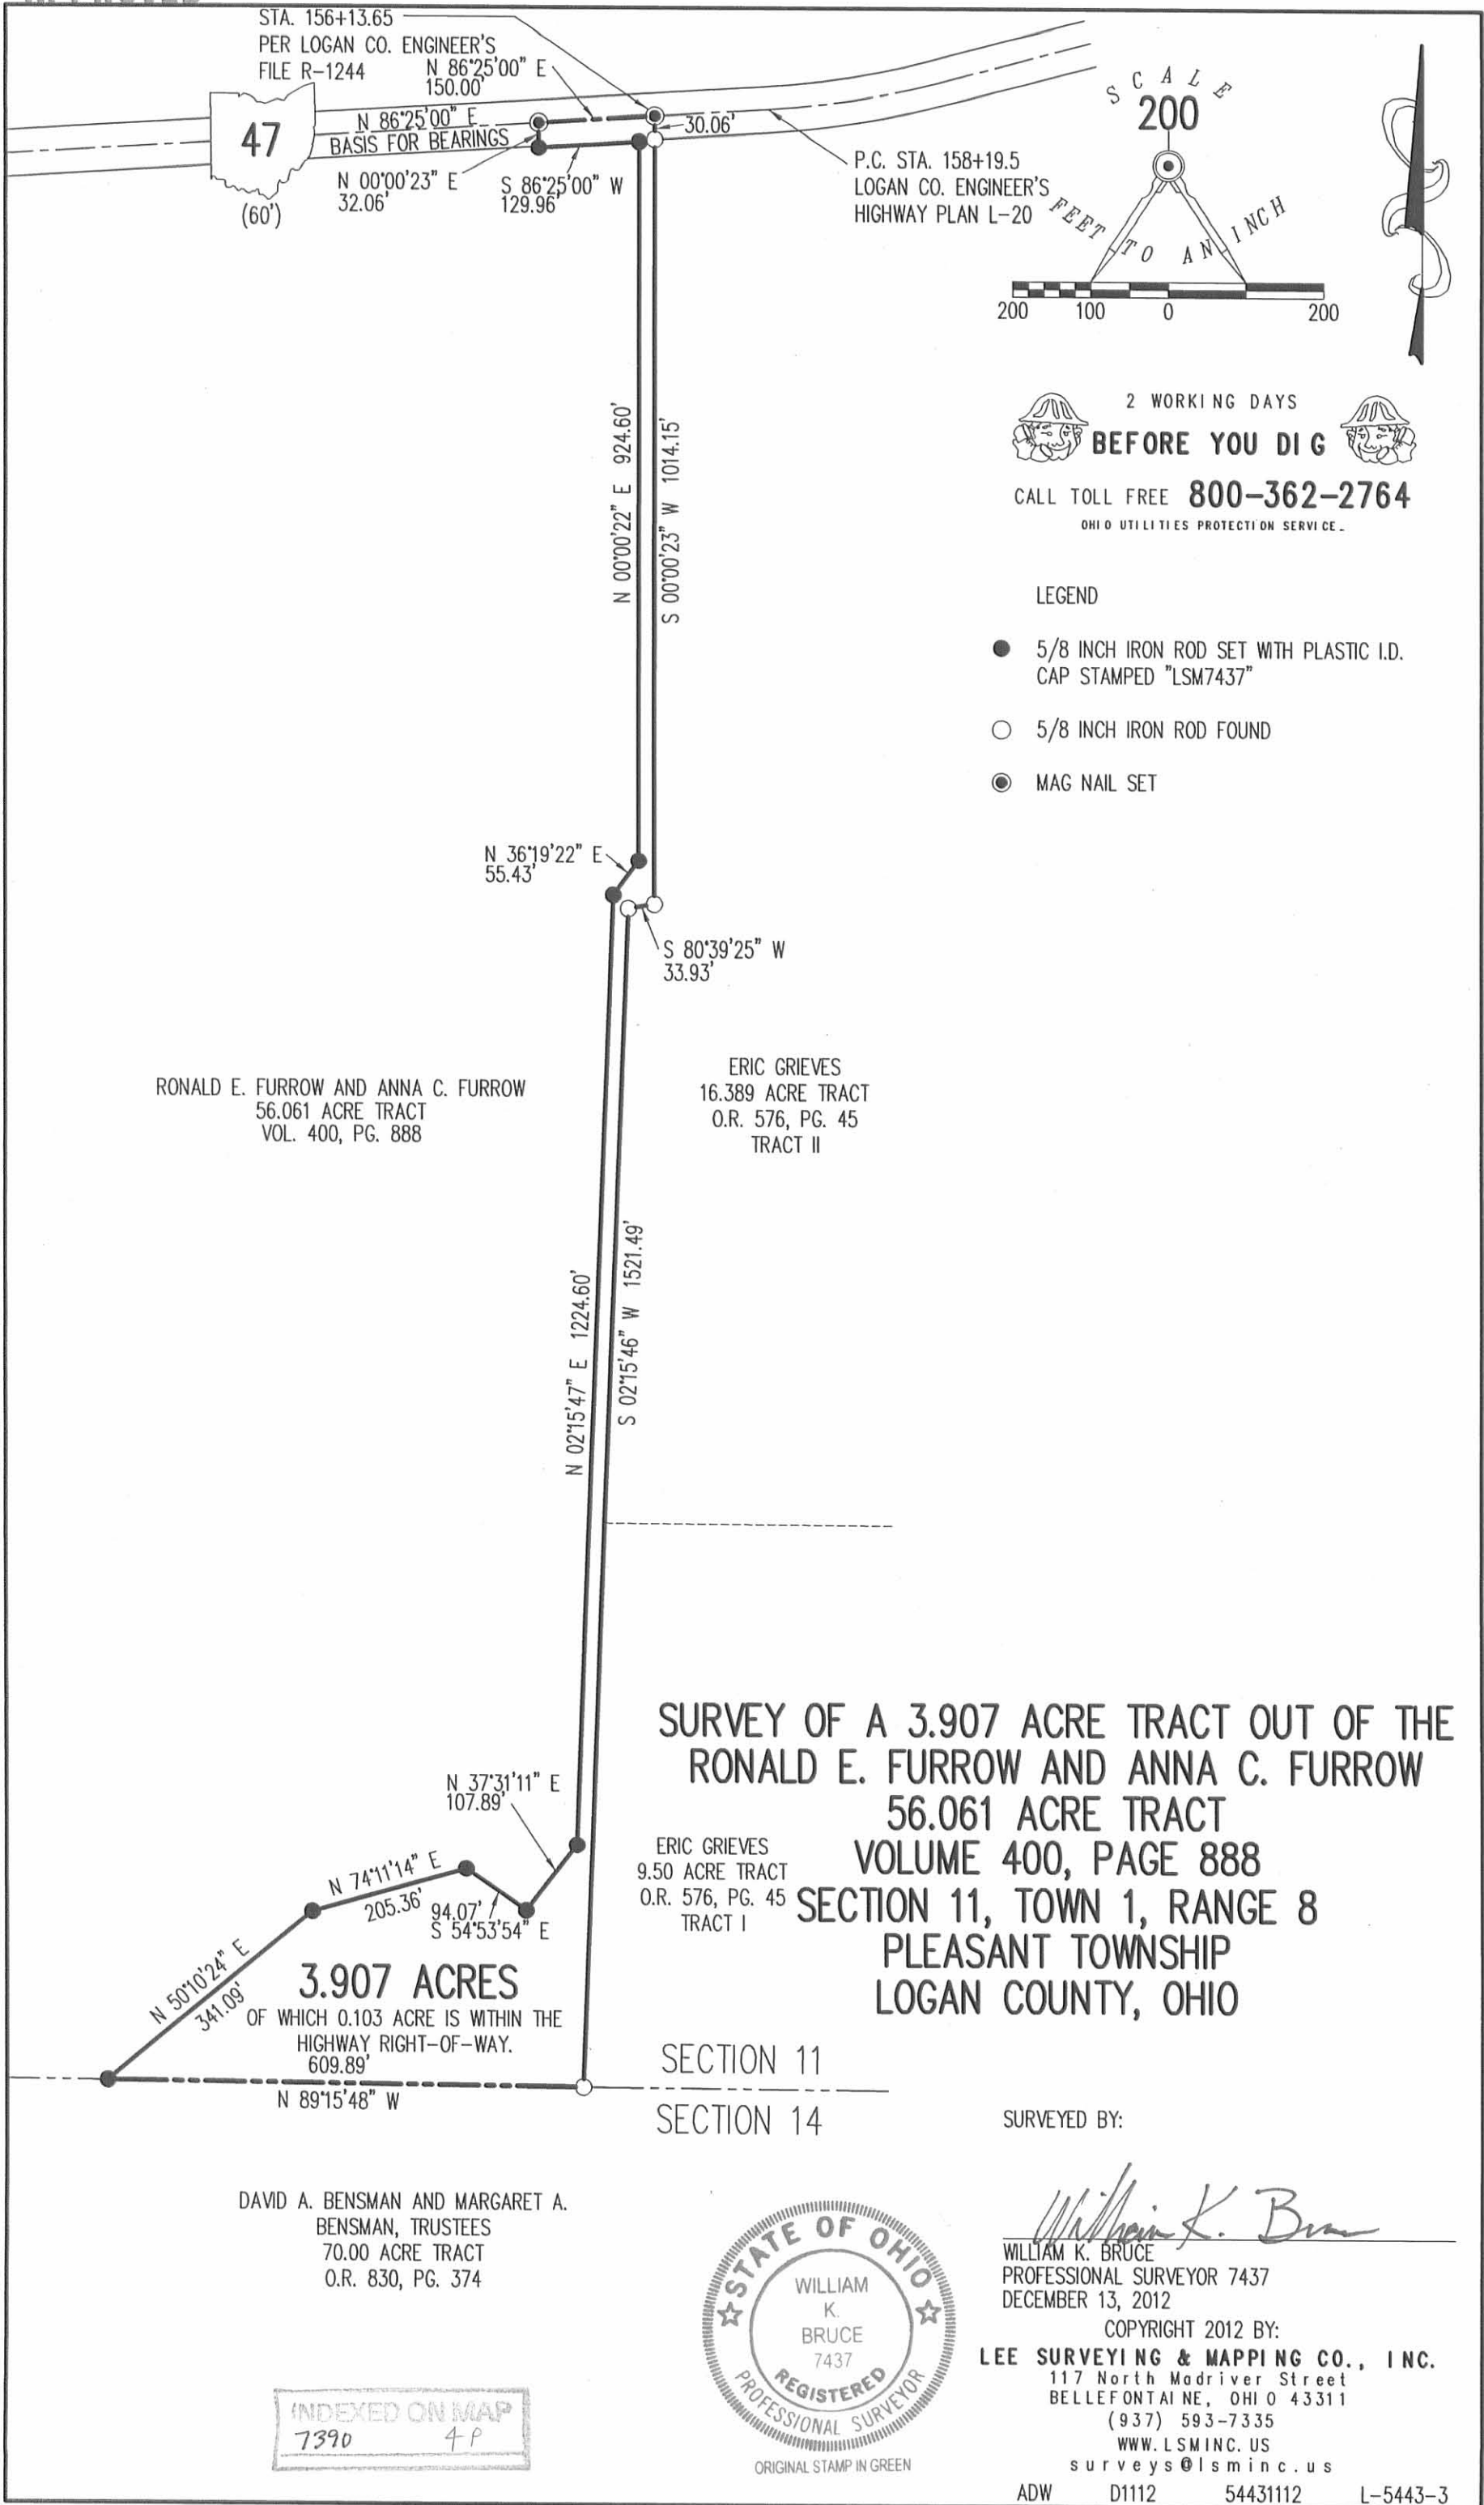 STA. 156+13.65
PER LOGAN CO. ENGINEER'S
FILE R-1244
N 86°25'00" E
150.00'
N 86°25'00" E
BASIS FOR BEARINGS
47
(60')
N 00°00'23" E
32.06'
S 86°25'00" W
129.96'
30.06'
P.C. STA. 158+19.5
LOGAN CO. ENGINEER'S
HIGHWAY PLAN L-20
SCALE
200
FEET TO AN INCH
200 100 0 200
2 WORKING DAYS
BEFORE YOU DIG
CALL TOLL FREE 800-362-2764
OHIO UTILITIES PROTECTION SERVICE.
LEGEND
5/8 INCH IRON ROD SET WITH PLASTIC I.D.
CAP STAMPED "LSM7437"
5/8 INCH IRON ROD FOUND
MAG NAIL SET
N 00°00'22" E 924.60'
S 00°00'23" W 1014.15'
N 36°19'22" E
55.43'
S 80°39'25" W
33.93'
RONALD E. FURROW AND ANNA C. FURROW
56.061 ACRE TRACT
VOL. 400, PG. 888
ERIC GRIEVES
16.389 ACRE TRACT
O.R. 576, PG. 45
TRACT II
N 02°15'47" E 1224.60'
S 02°15'46" W 1521.49'
SURVEY OF A 3.907 ACRE TRACT OUT OF THE
RONALD E. FURROW AND ANNA C. FURROW
56.061 ACRE TRACT
VOLUME 400, PAGE 888
SECTION 11, TOWN 1, RANGE 8
PLEASANT TOWNSHIP
LOGAN COUNTY, OHIO
N 37°31'11" E
107.89'
ERIC GRIEVES
9.50 ACRE TRACT
O.R. 576, PG. 45
TRACT I
N 74°11'14" E
205.36'
94.07'
S 54°53'54" E
N 50°10'24" E
341.09'
3.907 ACRES
OF WHICH 0.103 ACRE IS WITHIN THE
HIGHWAY RIGHT-OF-WAY.
609.89'
N 89°15'48" W
SECTION 11
SECTION 14
DAVID A. BENSMAN AND MARGARET A.
BENSMAN, TRUSTEES
70.00 ACRE TRACT
O.R. 830, PG. 374
INDEXED ON MAP
7390 4P
STATE OF OHIO
WILLIAM
K.
BRUCE
7437
REGISTERED
PROFESSIONAL SURVEYOR
ORIGINAL STAMP IN GREEN
SURVEYED BY:
William K. Bruce
WILLIAM K. BRUCE
PROFESSIONAL SURVEYOR 7437
DECEMBER 13, 2012
COPYRIGHT 2012 BY:
LEE SURVEYING & MAPPING CO., INC.
117 North Madriver Street
BELLEFONTAINE, OHIO 43311
(937) 593-7335
WWW.LSMINC.US
surveys@lsminc.us
ADW D1112 54431112 L-5443-3